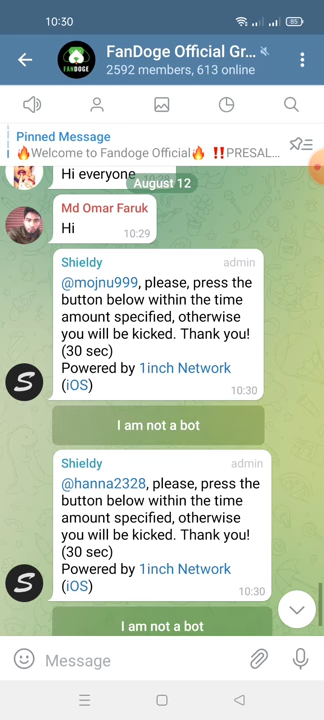 10:30
85
FanDoge Official Gr...
2592 members, 613 online
FANDOGE
Pinned Message
🔥Welcome to Fandoge Official🔥 ‼️PRESAL...
Hi everyone
August 12
Md Omar Faruk
Hi
10:29
Shieldy
admin
@mojnu999, please, press the
button below within the time
amount specified, otherwise
you will be kicked. Thank you!
(30 sec)
Powered by 1inch Network
(iOS)
10:30
I am not a bot
Shieldy
admin
@hanna2328, please, press the
button below within the time
amount specified, otherwise
you will be kicked. Thank you!
(30 sec)
Powered by 1inch Network
(iOS)
10:30
I am not a bot
Message